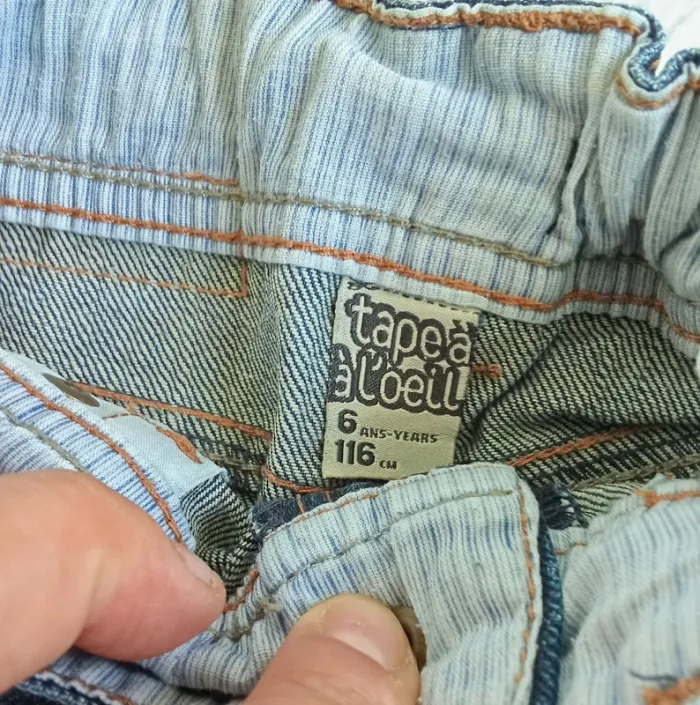 tape à
à l'oeil
6 ANS-YEARS
116 CM